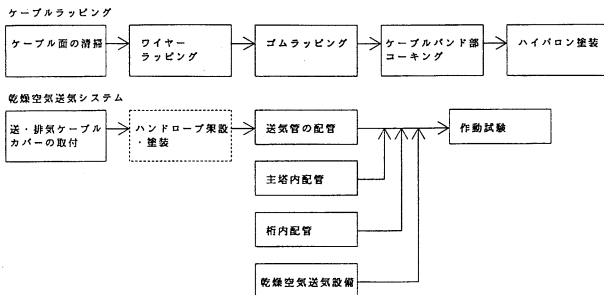 ケーブルラッピング
ケーブル面の清掃
ワイヤー
ラッピング
ゴムラッピング
ケーブルバンド部
コーキング
ハイパロン塗装
乾燥空気送気システム
送・排気ケーブル
カバーの取付
ハンドロープ架設
・塗装
送気管の配管
作動試験
主塔内配管
桁内配管
乾燥空気送気設備